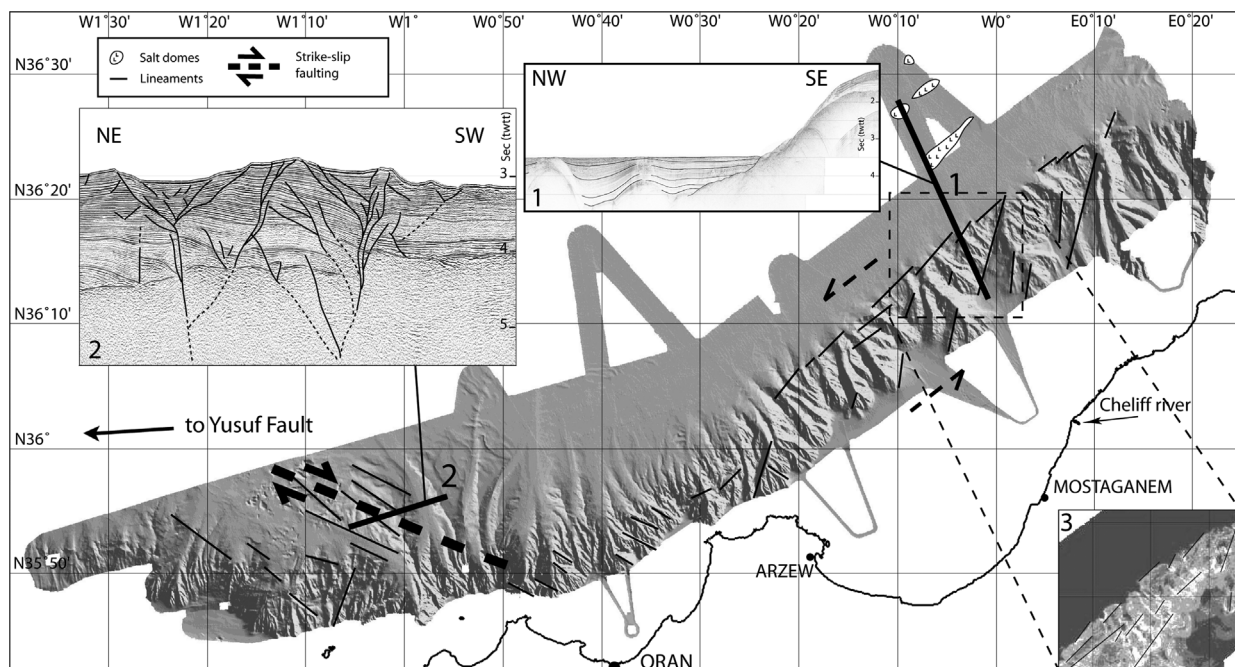 W1°30' W1°20' W1°10' W1° W0°50' W0°40' W0°30' W0°20' W0°10' W0° E0°10' E0°20'
N36°30'
N36°20'
N36°10'
N36°
N35°50'
Salt domes
Lineaments
Strike-slip
faulting
NE SW
Sec (twtt)
3
4
5
2
NW SE
Sec (twtt)
2
3
4
1
1
2
to Yusuf Fault
Cheliff river
MOSTAGANEM
ARZEW
ORAN
3